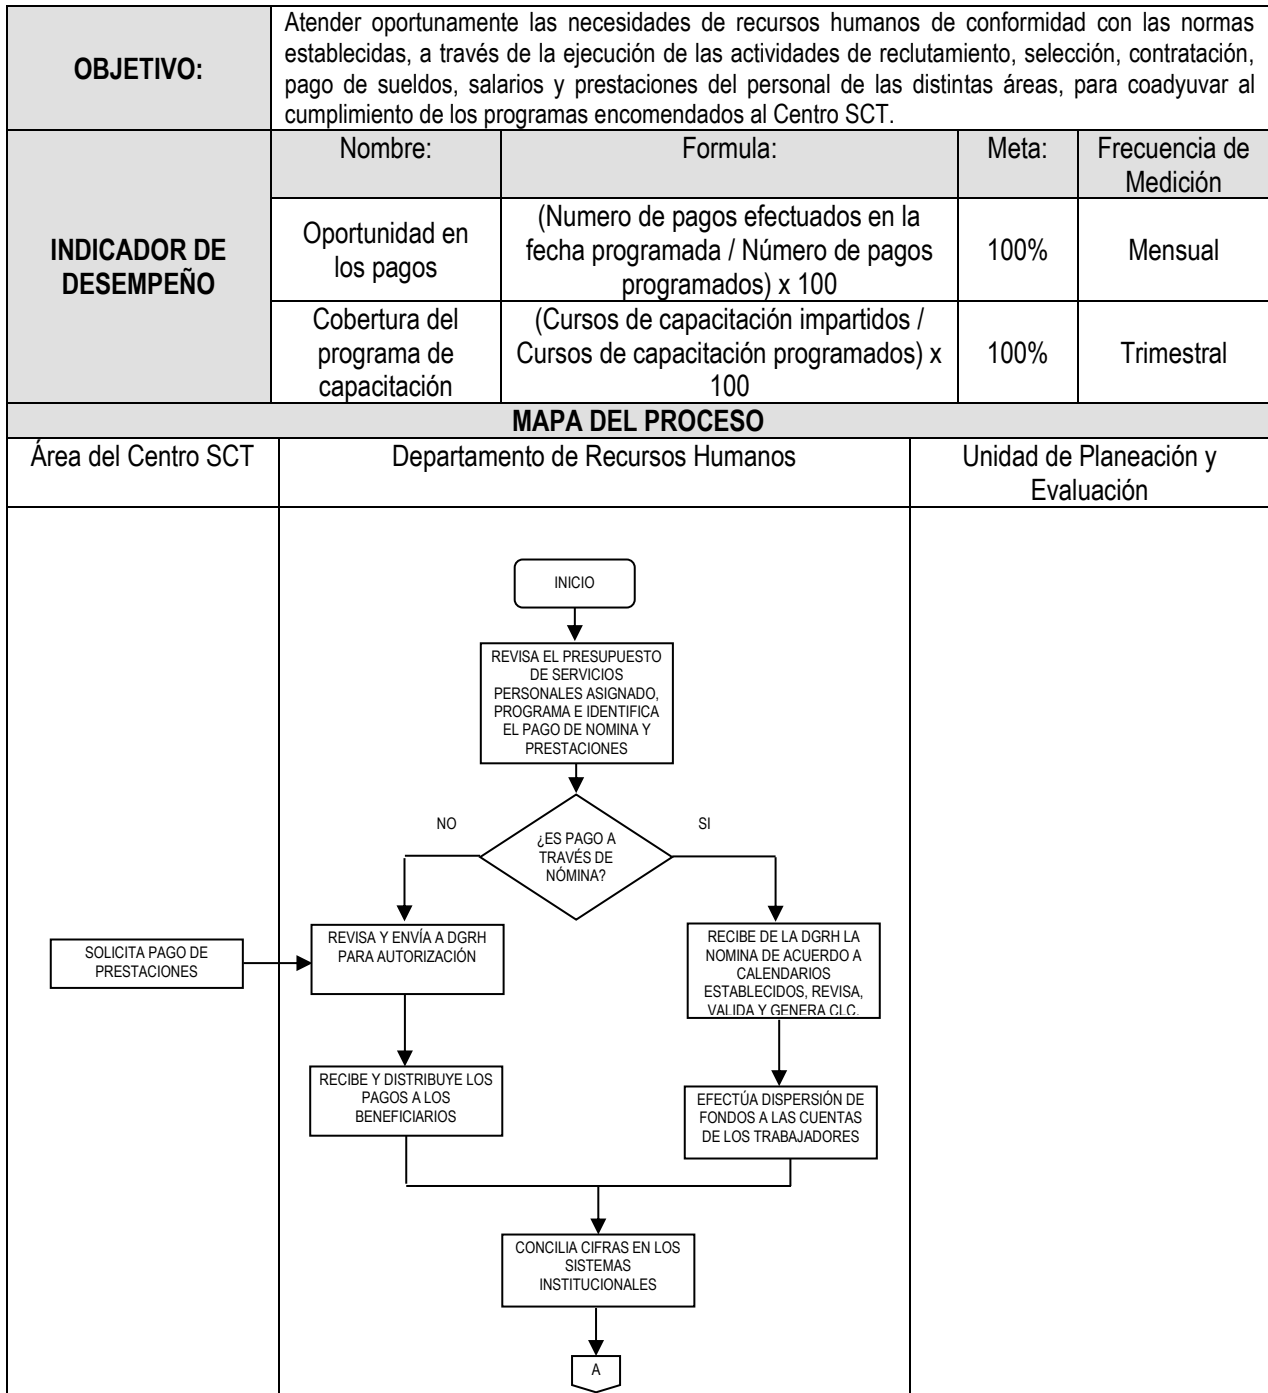 OBJETIVO:
Atender oportunamente las necesidades de recursos humanos de conformidad con las normas
establecidas, a través de la ejecución de las actividades de reclutamiento, selección, contratación,
pago de sueldos, salarios y prestaciones del personal de las distintas áreas, para coadyuvar al
cumplimiento de los programas encomendados al Centro SCT.
INDICADOR DE
DESEMPEÑO
Nombre:
Formula:
Meta:
Frecuencia de
Medición
Oportunidad en
los pagos
(Numero de pagos efectuados en la
fecha programada / Número de pagos
programados) x 100
100%
Mensual
Cobertura del
programa de
capacitación
(Cursos de capacitación impartidos /
Cursos de capacitación programados) x
100
100%
Trimestral
MAPA DEL PROCESO
Área del Centro SCT
Departamento de Recursos Humanos
Unidad de Planeación y
Evaluación
INICIO
REVISA EL PRESUPUESTO
DE SERVICIOS
PERSONALES ASIGNADO,
PROGRAMA E IDENTIFICA
EL PAGO DE NOMINA Y
PRESTACIONES
¿ES PAGO A
TRAVÉS DE
NÓMINA?
NO
SI
SOLICITA PAGO DE
PRESTACIONES
REVISA Y ENVÍA A DGRH
PARA AUTORIZACIÓN
RECIBE DE LA DGRH LA
NOMINA DE ACUERDO A
CALENDARIOS
ESTABLECIDOS, REVISA,
VALIDA Y GENERA CLC.
RECIBE Y DISTRIBUYE LOS
PAGOS A LOS
BENEFICIARIOS
EFECTÚA DISPERSIÓN DE
FONDOS A LAS CUENTAS
DE LOS TRABAJADORES
CONCILIA CIFRAS EN LOS
SISTEMAS
INSTITUCIONALES
A